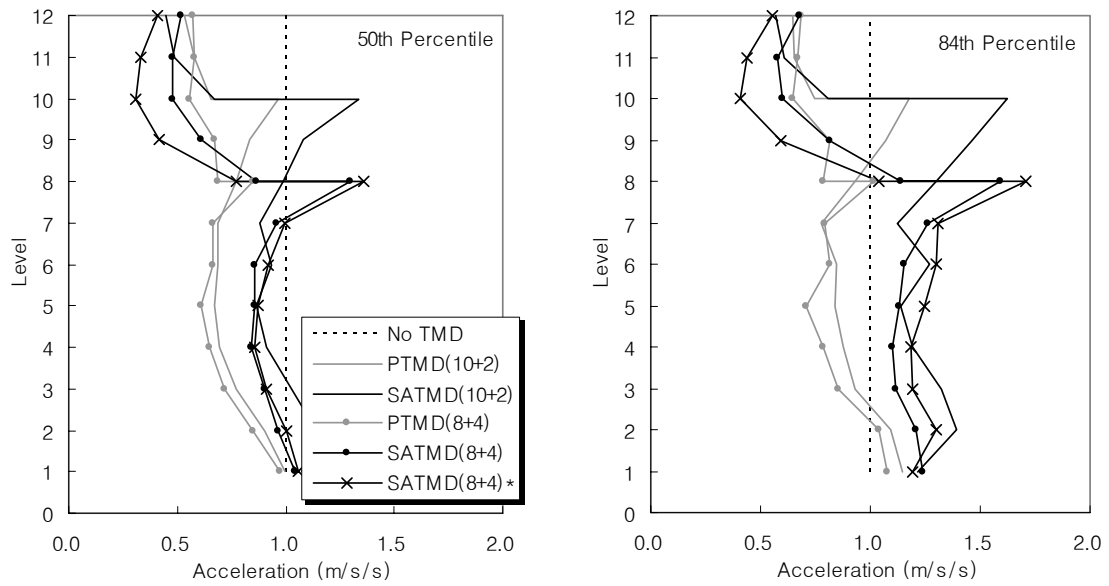 50th Percentile
12
11
10
9
8
7
6
5
4
3
2
1
0
Level
0.0 0.5 1.0 1.5 2.0
Acceleration (m/s/s)
No TMD
PTMD(10+2)
SATMD(10+2)
PTMD(8+4)
SATMD(8+4)
SATMD(8+4)*
84th Percentile
12
11
10
9
8
7
6
5
4
3
2
1
0
Level
0.0 0.5 1.0 1.5 2.0
Acceleration (m/s/s)